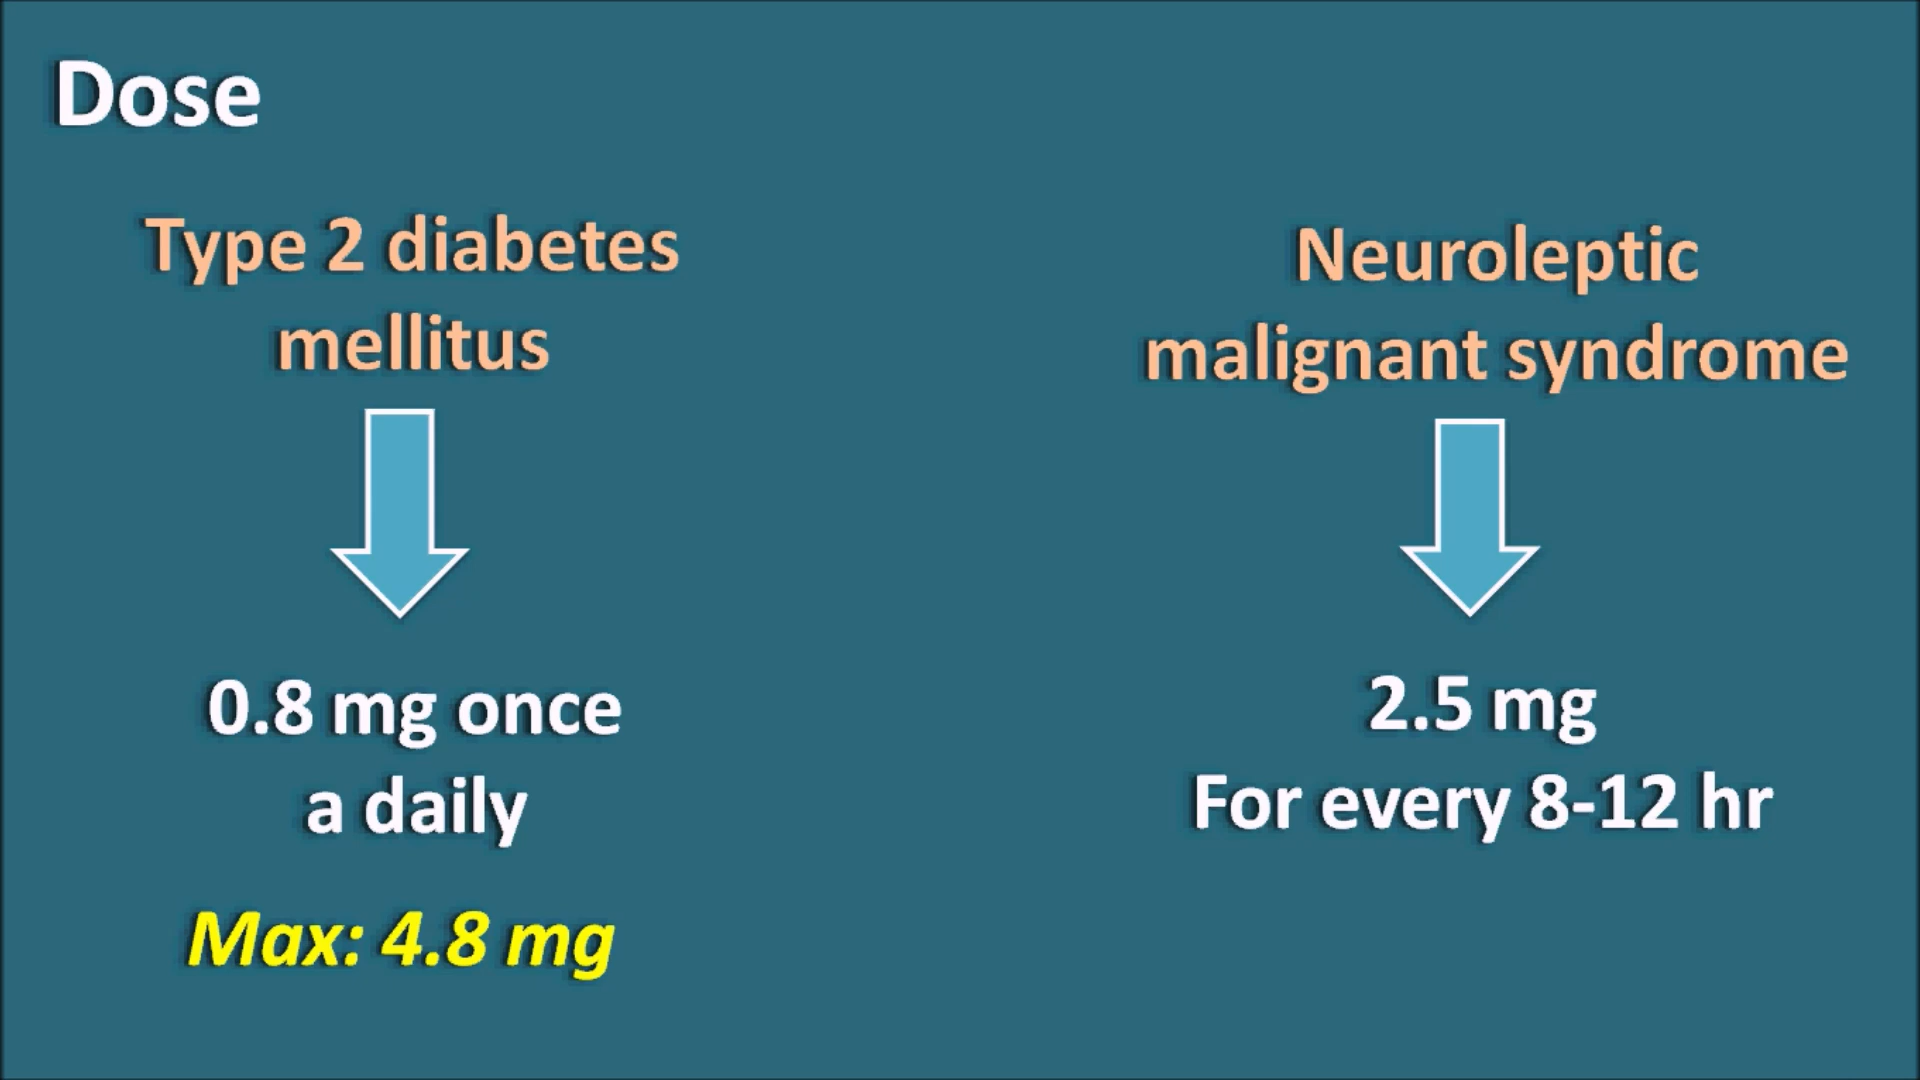 Dose
Type 2 diabetes
mellitus
0.8 mg once
a daily
Max: 4.8 mg
Neuroleptic
malignant syndrome
2.5 mg
For every 8-12 hr